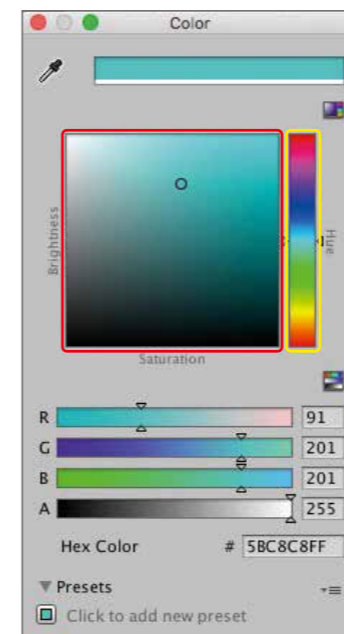 Color
Brightness
Hue
Saturation
R 91
G 201
B 201
A 255
Hex Color # 5BC8C8FF
Presets
Click to add new preset